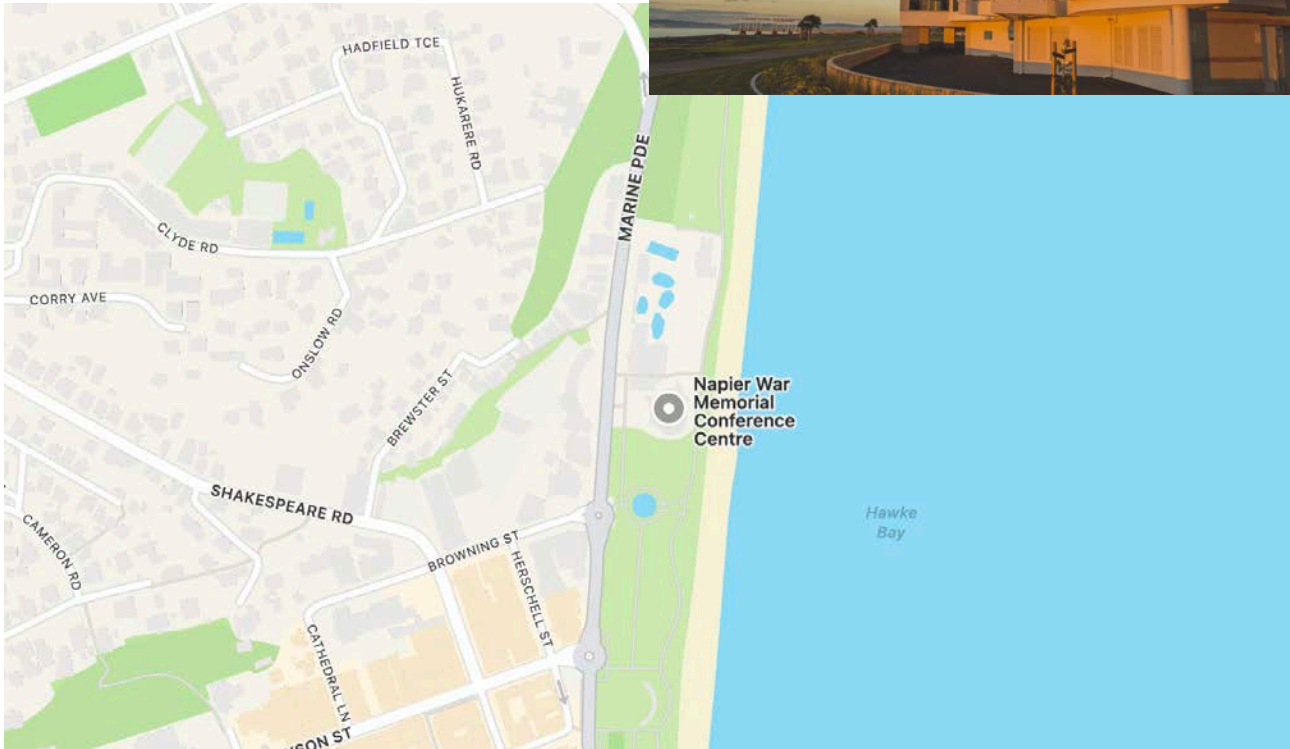 HADFIELD TCE
HUKARERE RD
MARINE PDE
CLYDE RD
CORRY AVE
ONSLOW RD
BREWSTER ST
Napier War
Memorial
Conference
Centre
SHAKESPEARE RD
Hawke
Bay
CAMERON RD
BROWNING ST
HERSCHELL ST
CATHEDRAL LN
YSON ST